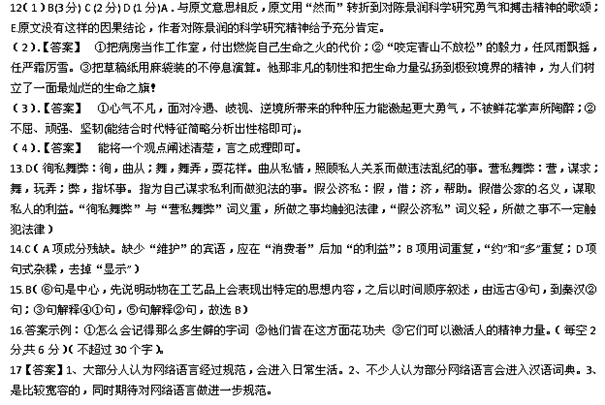 12(1)B(3分)C(2分)D(1分)A.与原文意思相反,原文用“然而”转折到对陈景润科学研究勇气和搏击精神的歌颂;
E原文没有这样的因果结论,作者对陈景润的科学研究精神给予充分肯定。
(2).【答案】 ①把病房当作工作室,付出燃烧自己生命之火的代价;②“咬定青山不放松”的毅力,任风雨飘摇,
任严霜厉雪。③把草稿纸用麻袋装的不停息演算。他那非凡的韧性和把生命力量弘扬到极致境界的精神,为人们树
立了一面最灿烂的生命之旗!
(3).【答案】 ①心气不凡,面对冷遇、歧视、逆境所带来的种种压力能激起更大勇气,不被鲜花掌声所陶醉;②
不屈、顽强、坚韧(能结合时代特征简略分析出性格即可)。
(4).【答案】 能将一个观点阐述清楚,言之成理即可。
13.D(徇私舞弊:徇,曲从;舞,舞弄,耍花样。曲从私情,照顾私人关系而做违法乱纪的事。营私舞弊:营,谋求;
舞,玩弄;弊,指坏事。指为自己谋求私利而做犯法的事。假公济私:假,借;济,帮助。假借公家的名义,谋取
私人的利益。“徇私舞弊”与“营私舞弊”词义重,所做之事均触犯法律,“假公济私”词义轻,所做之事不一定触
犯法律)
14.C(A项成分残缺。缺少“维护”的宾语,应在“消费者”后加“的利益”;B项用词重复,“约”和“多”重复;D项
句式杂糅,去掉“显示”)
15.B(⑥句是中心,先说明动物在工艺品上会表现出特定的思想内容,之后以时间顺序叙述,由远古④句,到秦汉②
句;③句解释④①句,⑤句解释②句,故选B)
16.答案示例:①怎么会记得那么多生僻的字词 ②他们肯在这方面花功夫 ③它们可以激活人的精神力量。(每空2
分,共6分)(不超过30个字)。
17【答案】1、大部分人认为网络语言经过规范,会进入日常生活。2、不少人认为部分网络语言会进入汉语词典。3、
是比较宽容的,同时期待对网络语言做进一步规范。